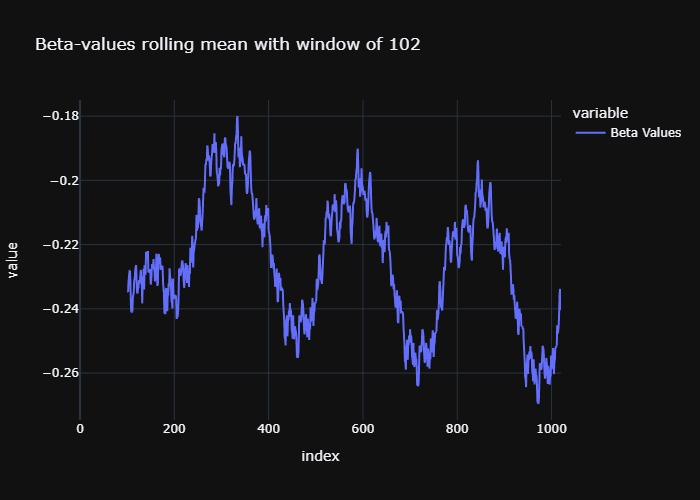 Beta-values rolling mean with window of 102
variable
Beta Values
−0.18
−0.2
−0.22
−0.24
−0.26
value
0
200
400
600
800
1000
index